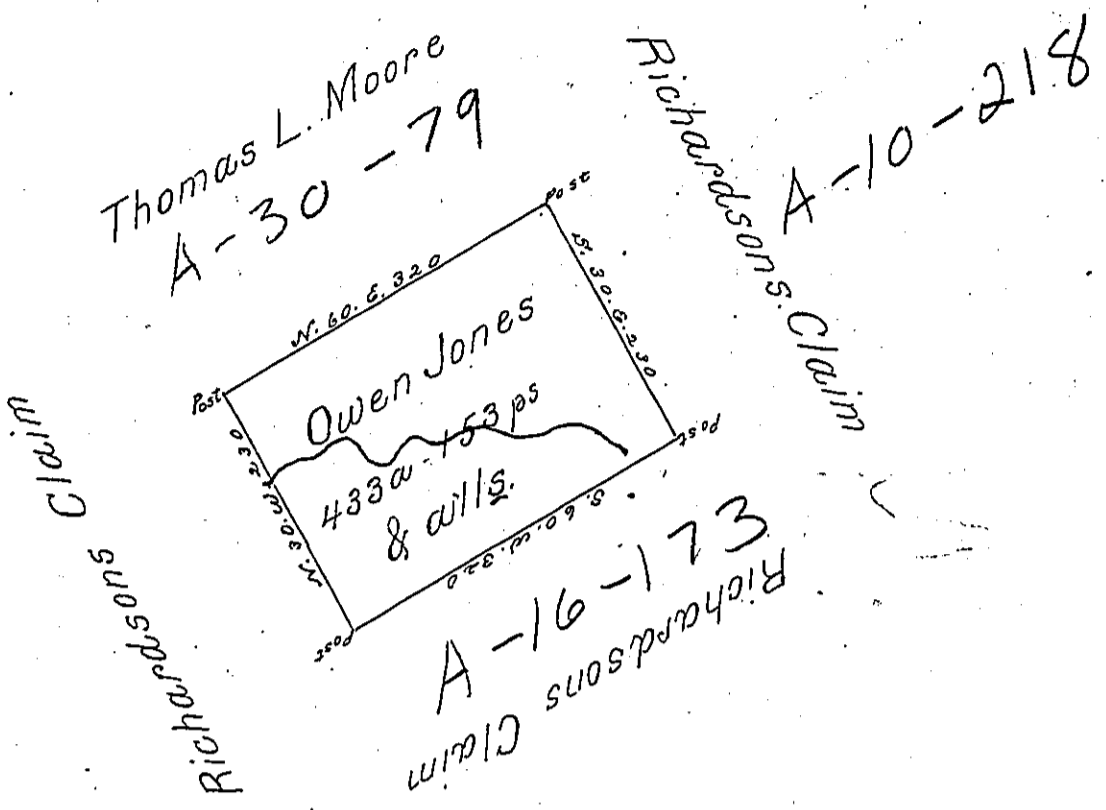 Thomas L. Moore
A-30-79
Richardsons Claim
A-10-218
Post
Post
N. 60. E. 320
S. 30. E. 230
Owen Jones
433a-153ps
& alls.
N. 30. W. 230
S. 60. W. 320
Post
Post
Richardsons Claim
A-16-173
Richardsons
Claim